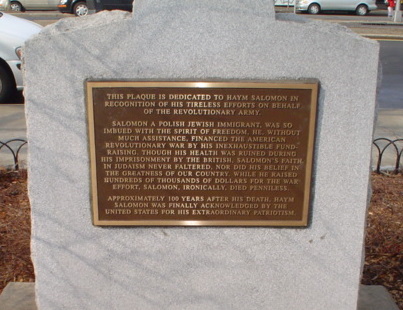 THIS PLAQUE IS DEDICATED TO HAYM SALOMON IN
RECOGNITION OF HIS TIRELESS EFFORTS ON BEHALF
OF THE REVOLUTIONARY ARMY.
SALOMON A POLISH JEWISH IMMIGRANT, WAS SO
IMBUED WITH THE SPIRIT OF FREEDOM, HE, WITHOUT
MUCH ASSISTANCE, FINANCED THE AMERICAN
REVOLUTIONARY WAR BY HIS INEXHAUSTIBLE FUND-
RAISING. THOUGH HIS HEALTH WAS RUINED DURING
HIS IMPRISONMENT BY THE BRITISH, SALOMON'S FAITH
IN JUDAISM NEVER FALTERED, NOR DID HIS BELIEF IN
THE GREATNESS OF OUR COUNTRY. WHILE HE RAISED
HUNDREDS OF THOUSANDS OF DOLLARS FOR THE WAR
EFFORT, SALOMON, IRONICALLY, DIED PENNILESS.
APPROXIMATELY 100 YEARS AFTER HIS DEATH, HAYM
SALOMON WAS FINALLY ACKNOWLEDGED BY THE
UNITED STATES FOR HIS EXTRAORDINARY PATRIOTISM.